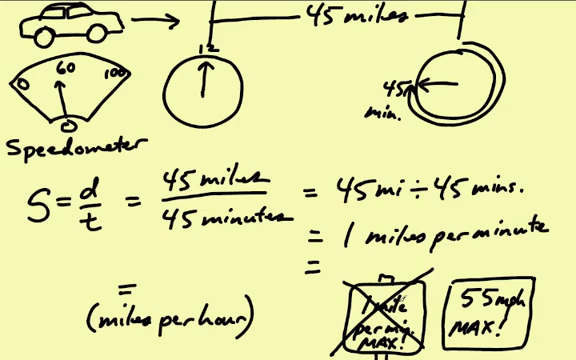 45 miles
12
0 60 100
45
min.
Speedometer
S = d/t = 45 miles / 45 minutes = 45 mi ÷ 45 mins.
= 1 miles per minute
=
=
(miles per hour)
1 mile
per min.
MAX!
55 mph
MAX!